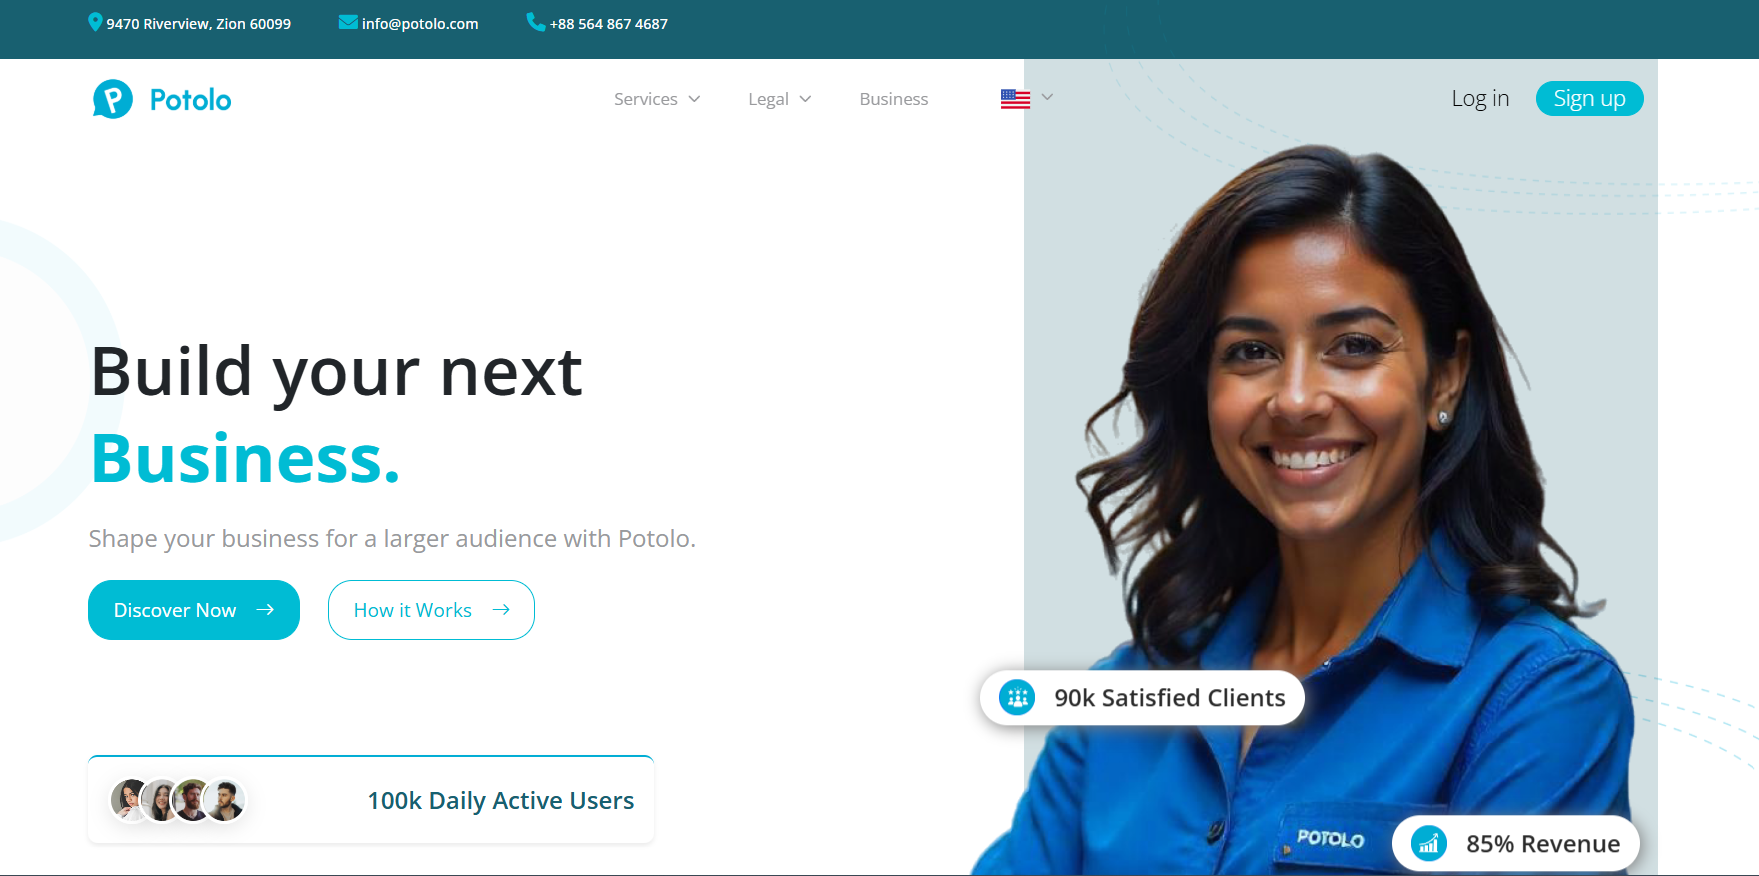 9470 Riverview, Zion 60099
info@potolo.com
+88 564 867 4687
Potolo
Services
Legal
Business
Log in
Sign up
Build your next
Business.
Shape your business for a larger audience with Potolo.
Discover Now
How it Works
90k Satisfied Clients
100k Daily Active Users
POTOLO
85% Revenue